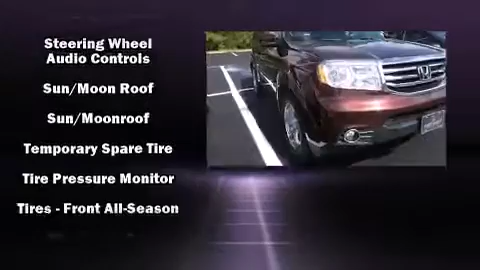 Steering Wheel
Audio Controls
Sun/Moon Roof
Sun/Moonroof
Temporary Spare Tire
Tire Pressure Monitor
Tires - Front All-Season